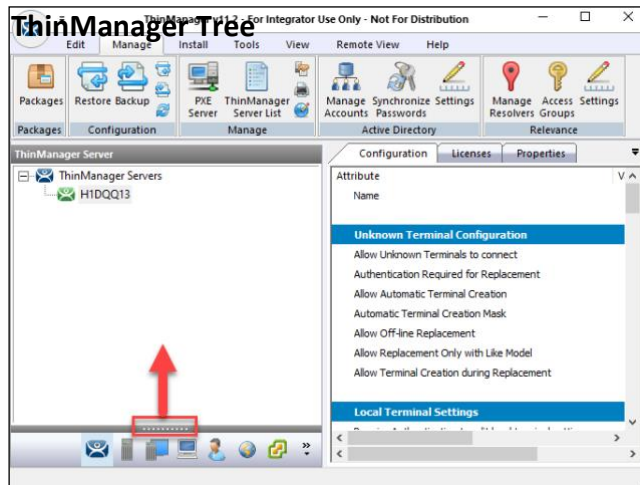 ThinManager Tree
ThinManager v11.2 - For Integrator Use Only - Not For Distribution
Edit Manage Install Tools View Remote View Help
Packages Restore Backup PXE Server ThinManager Server List Manage Accounts Synchronize Passwords Settings Manage Resolvers Access Groups Settings
Packages Configuration Manage Active Directory Relevance
ThinManager Server
Configuration Licenses Properties
ThinManager Servers
H1DQQ13
Attribute V
Name
Unknown Terminal Configuration
Allow Unknown Terminals to connect
Authentication Required for Replacement
Allow Automatic Terminal Creation
Automatic Terminal Creation Mask
Allow Off-line Replacement
Allow Replacement Only with Like Model
Allow Terminal Creation during Replacement
Local Terminal Settings